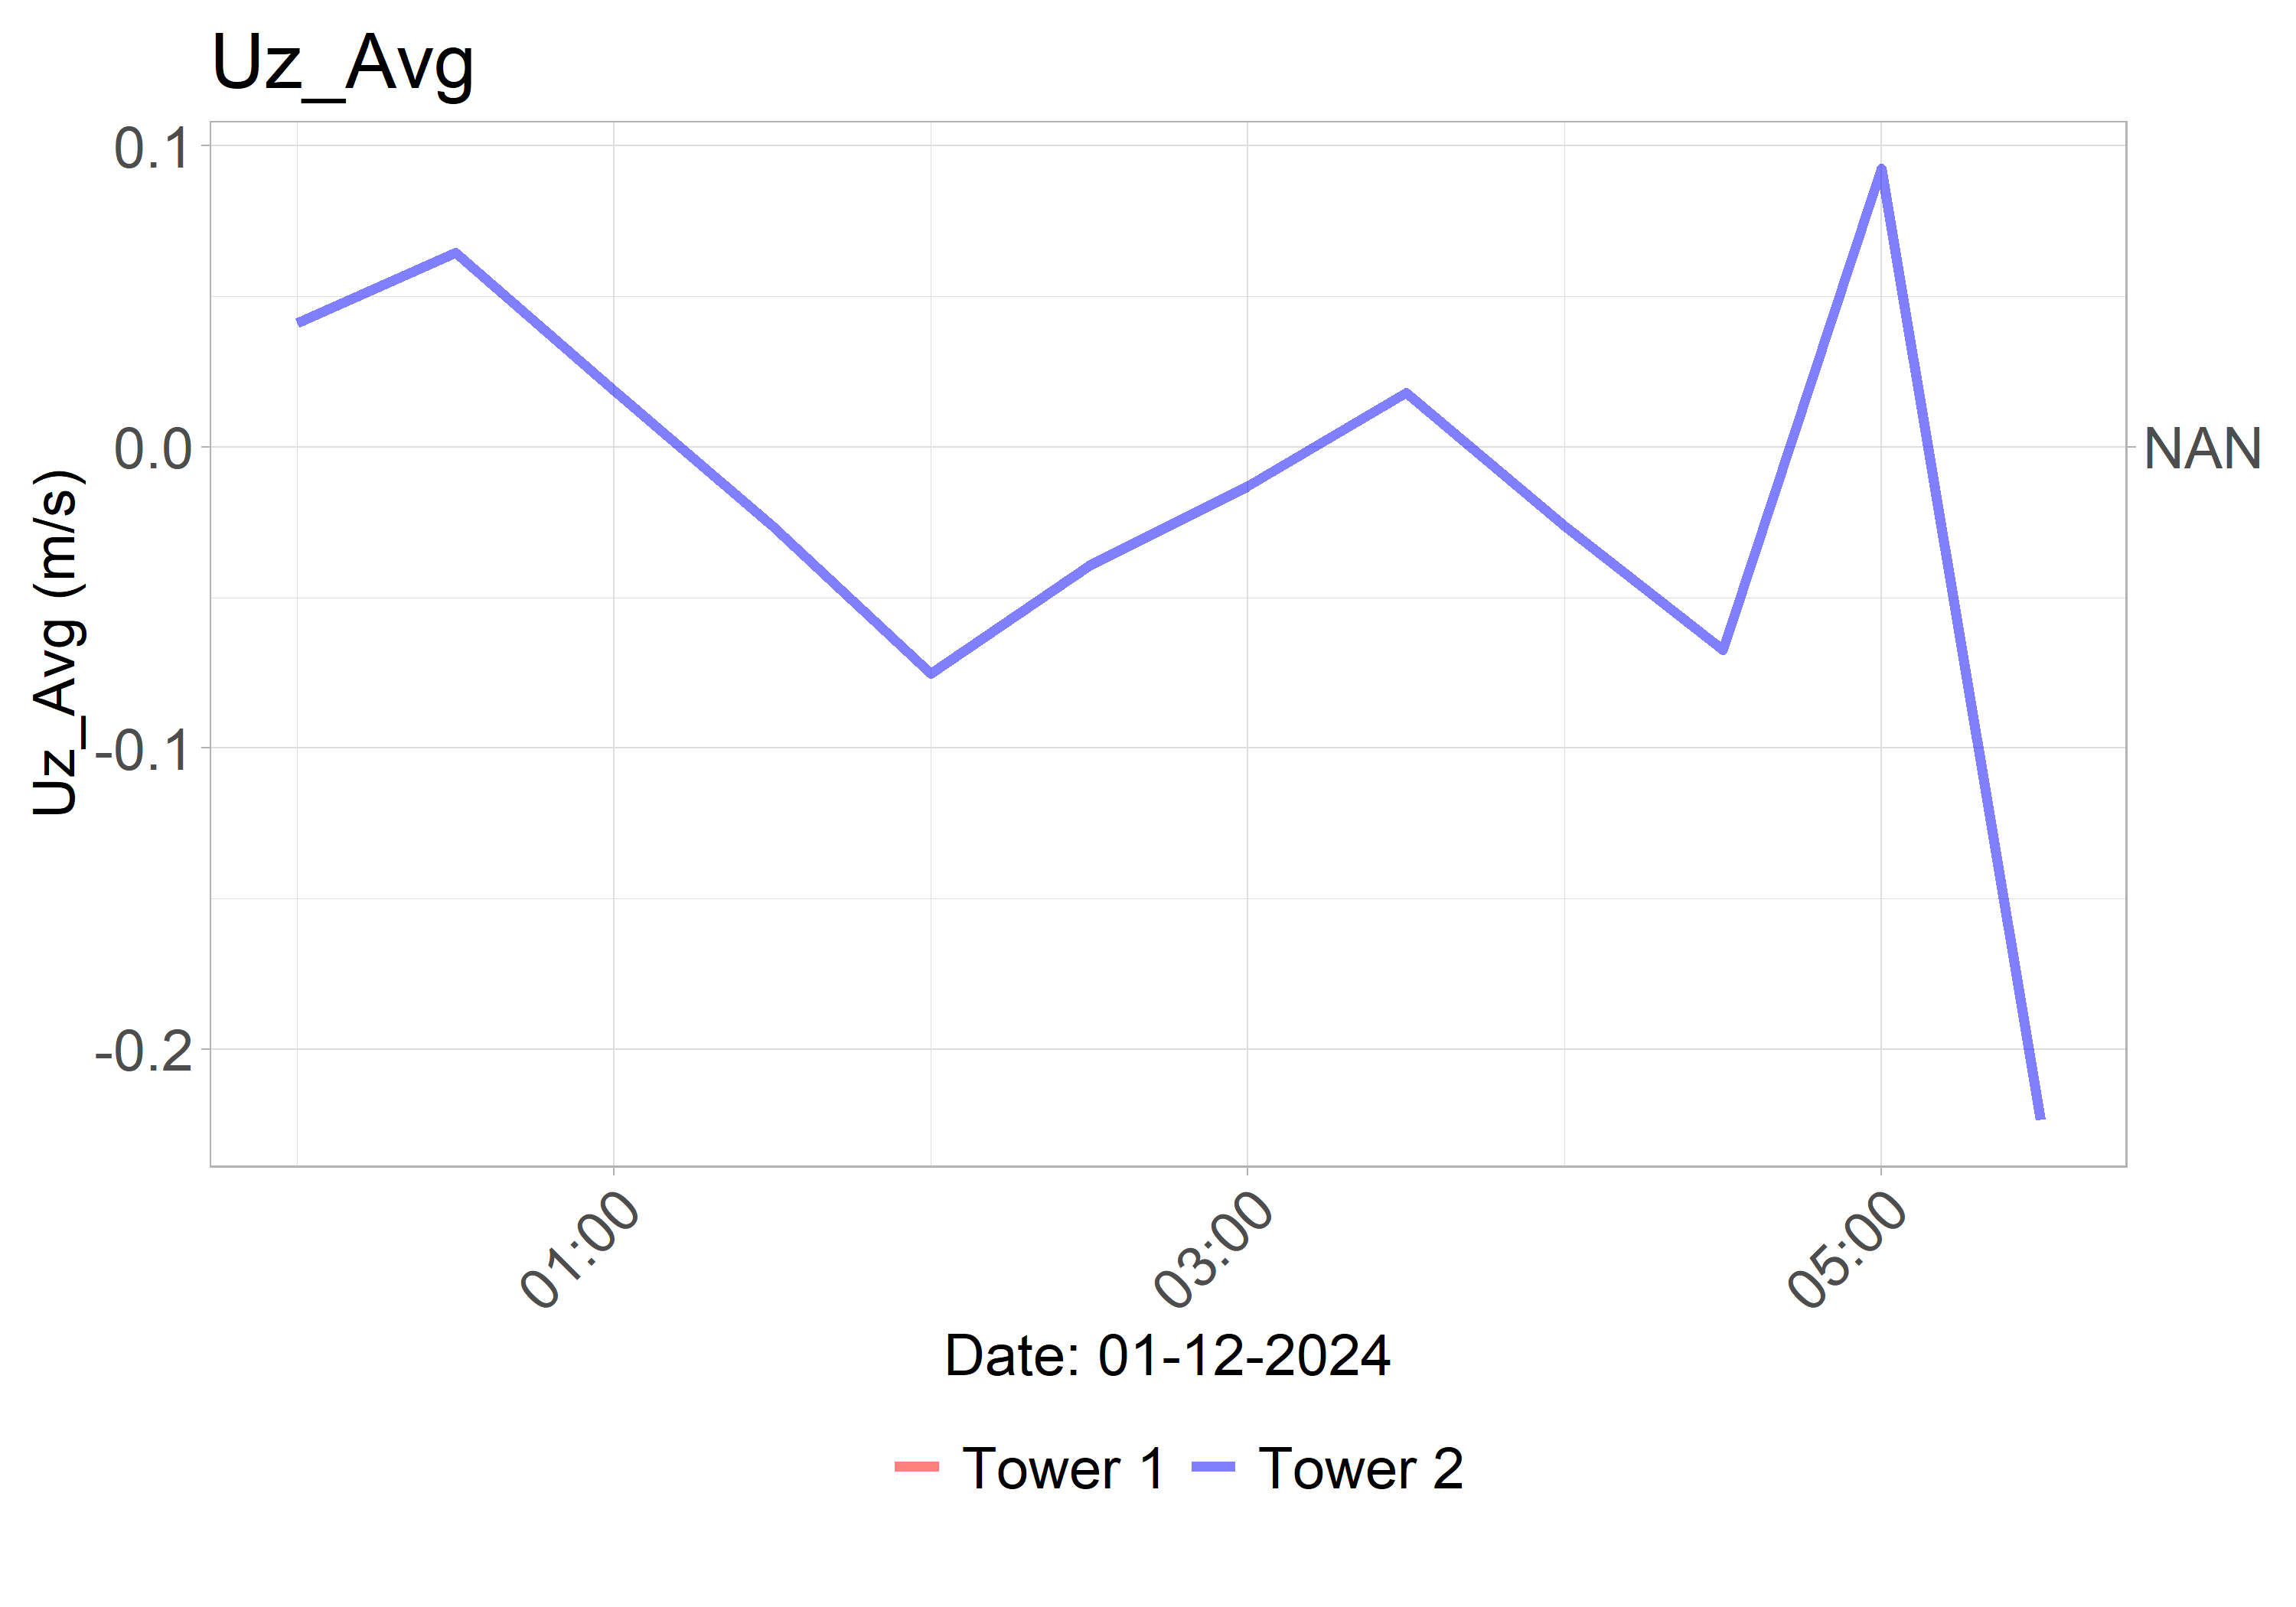 Uz_Avg
0.1
0.0
-0.1
-0.2
Uz_Avg (m/s)
NAN
01:00
03:00
05:00
Date: 01-12-2024
Tower 1
Tower 2